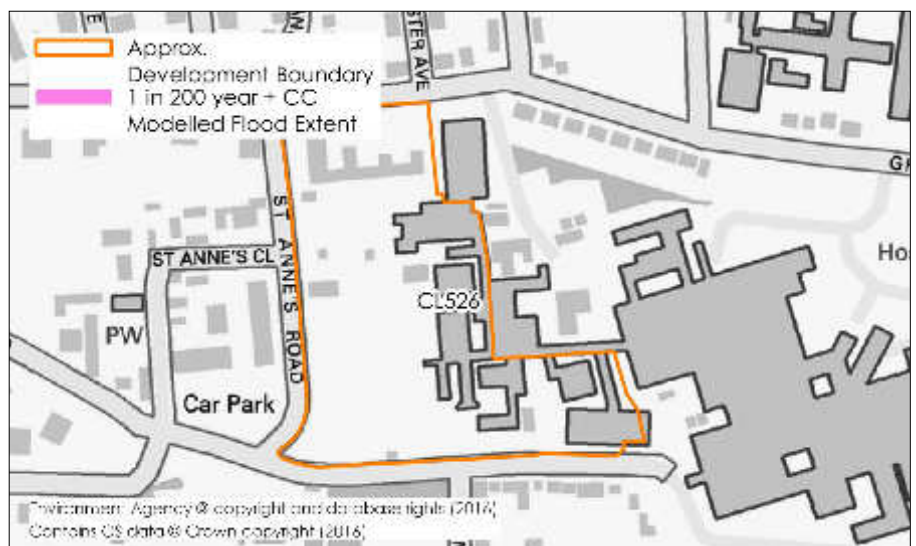 Approx.
Development Boundary
1 in 200 year + CC
Modelled Flood Extent
ST ANNE'S ROAD
ST ANNE'S CL
CL526
PW
Car Park
Environment Agency © copyright and database rights (2016)
Contains OS data © Crown copyright (2016)